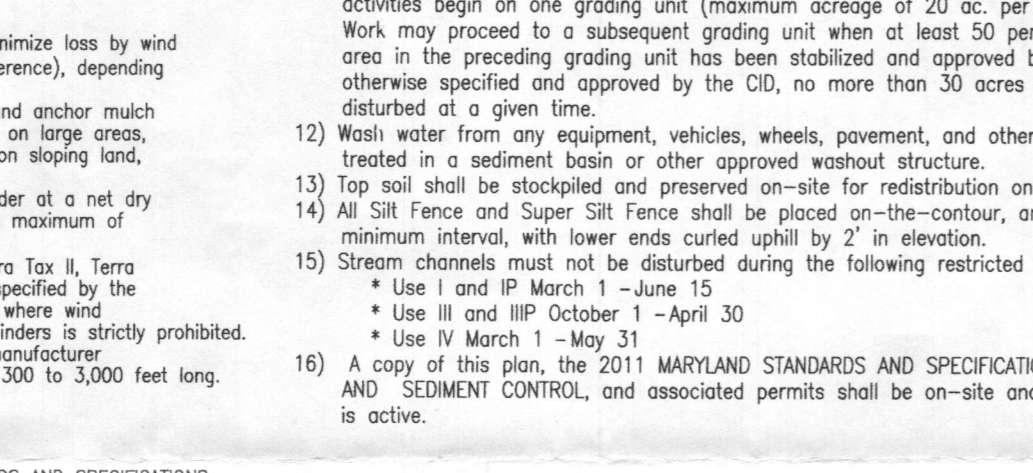 nimize loss by wind
erence), depending
nd anchor mulch
on large areas,
on sloping land,
der at a net dry
maximum of
ra Tax II, Terra
pecified by the
where wind
inders is strictly prohibited.
anufacturer
300 to 3,000 feet long.
activities begin on one grading unit (maximum acreage of 20 ac. per
Work may proceed to a subsequent grading unit when at least 50 per
area in the preceding grading unit has been stabilized and approved b
otherwise specified and approved by the CID, no more than 30 acres
disturbed at a given time.
12) Wash water from any equipment, vehicles, wheels, pavement, and other
treated in a sediment basin or other approved washout structure.
13) Top soil shall be stockpiled and preserved on-site for redistribution on
14) All Silt Fence and Super Silt Fence shall be placed on-the-contour, a
minimum interval, with lower ends curled uphill by 2' in elevation.
15) Stream channels must not be disturbed during the following restricted
* Use I and IP March 1 -June 15
* Use III and IIIP October 1 -April 30
* Use IV March 1 -May 31
16) A copy of this plan, the 2011 MARYLAND STANDARDS AND SPECIFICATI
AND SEDIMENT CONTROL, and associated permits shall be on-site and
is active.
AND SPECIFICATIONS